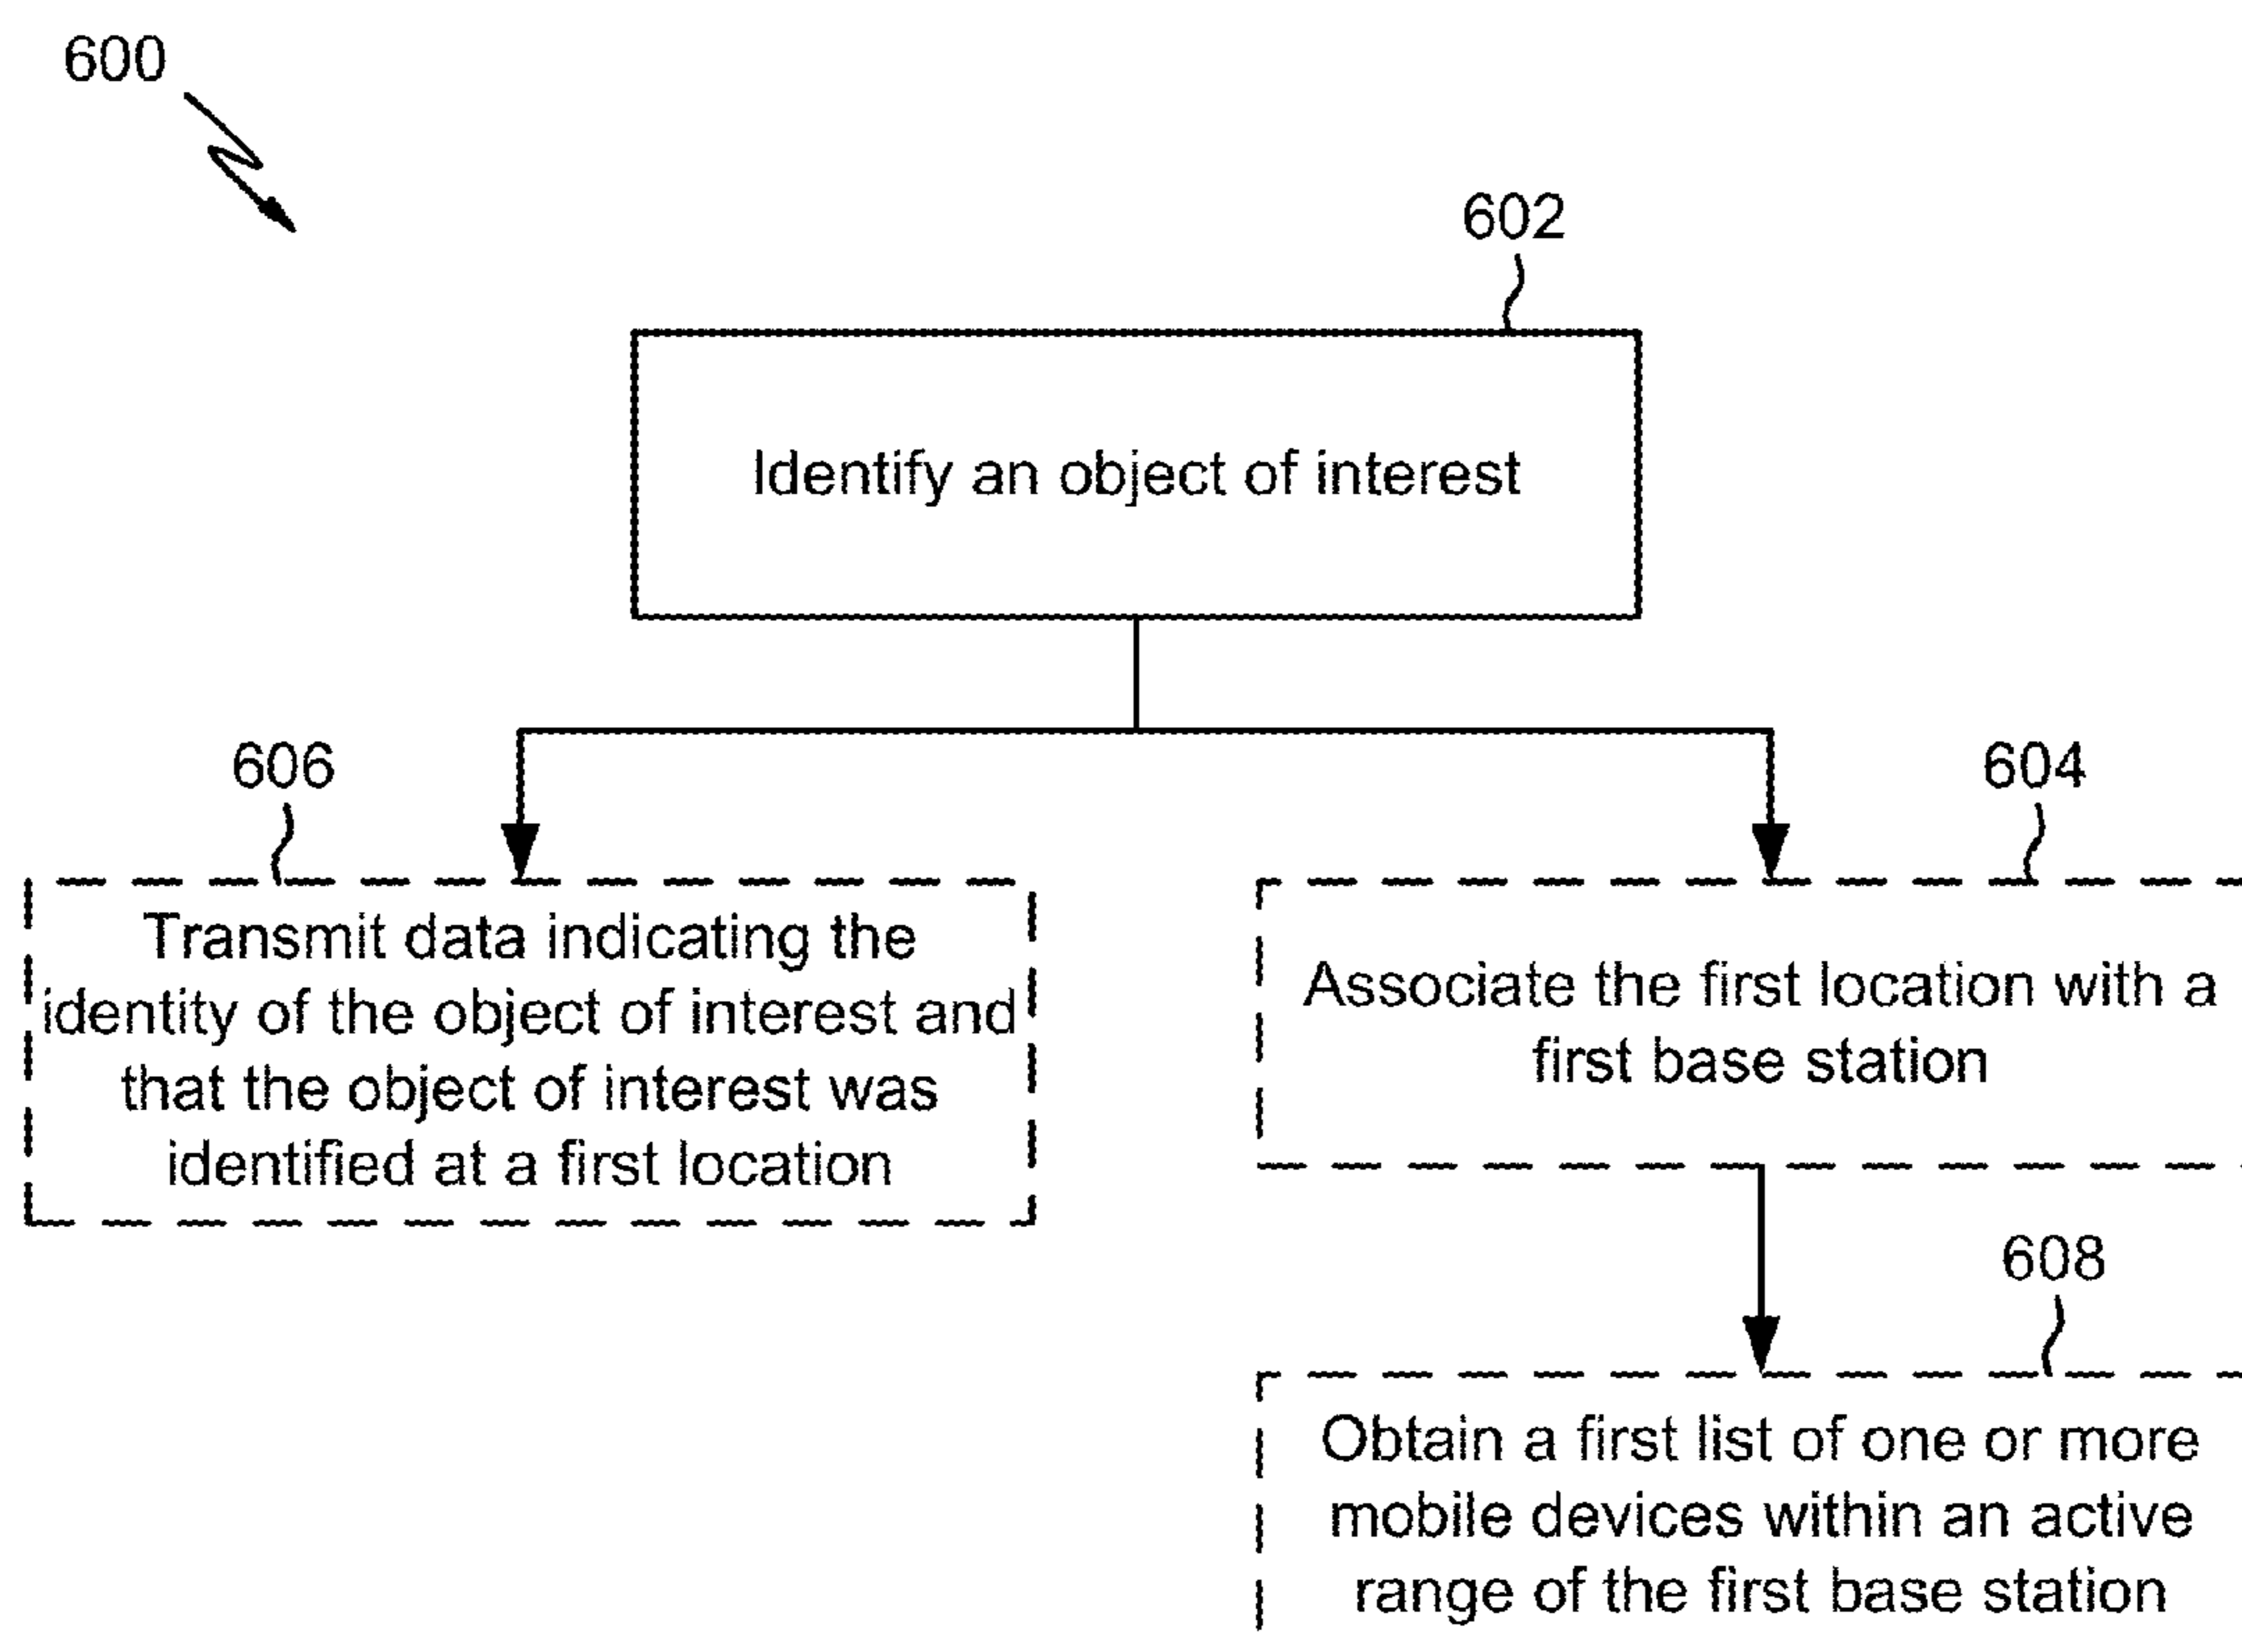 600
602
Identify an object of interest
606
604
Transmit data indicating the
identity of the object of interest and
that the object of interest was
identified at a first location
Associate the first location with a
first base station
608
Obtain a first list of one or more
mobile devices within an active
range of the first base station